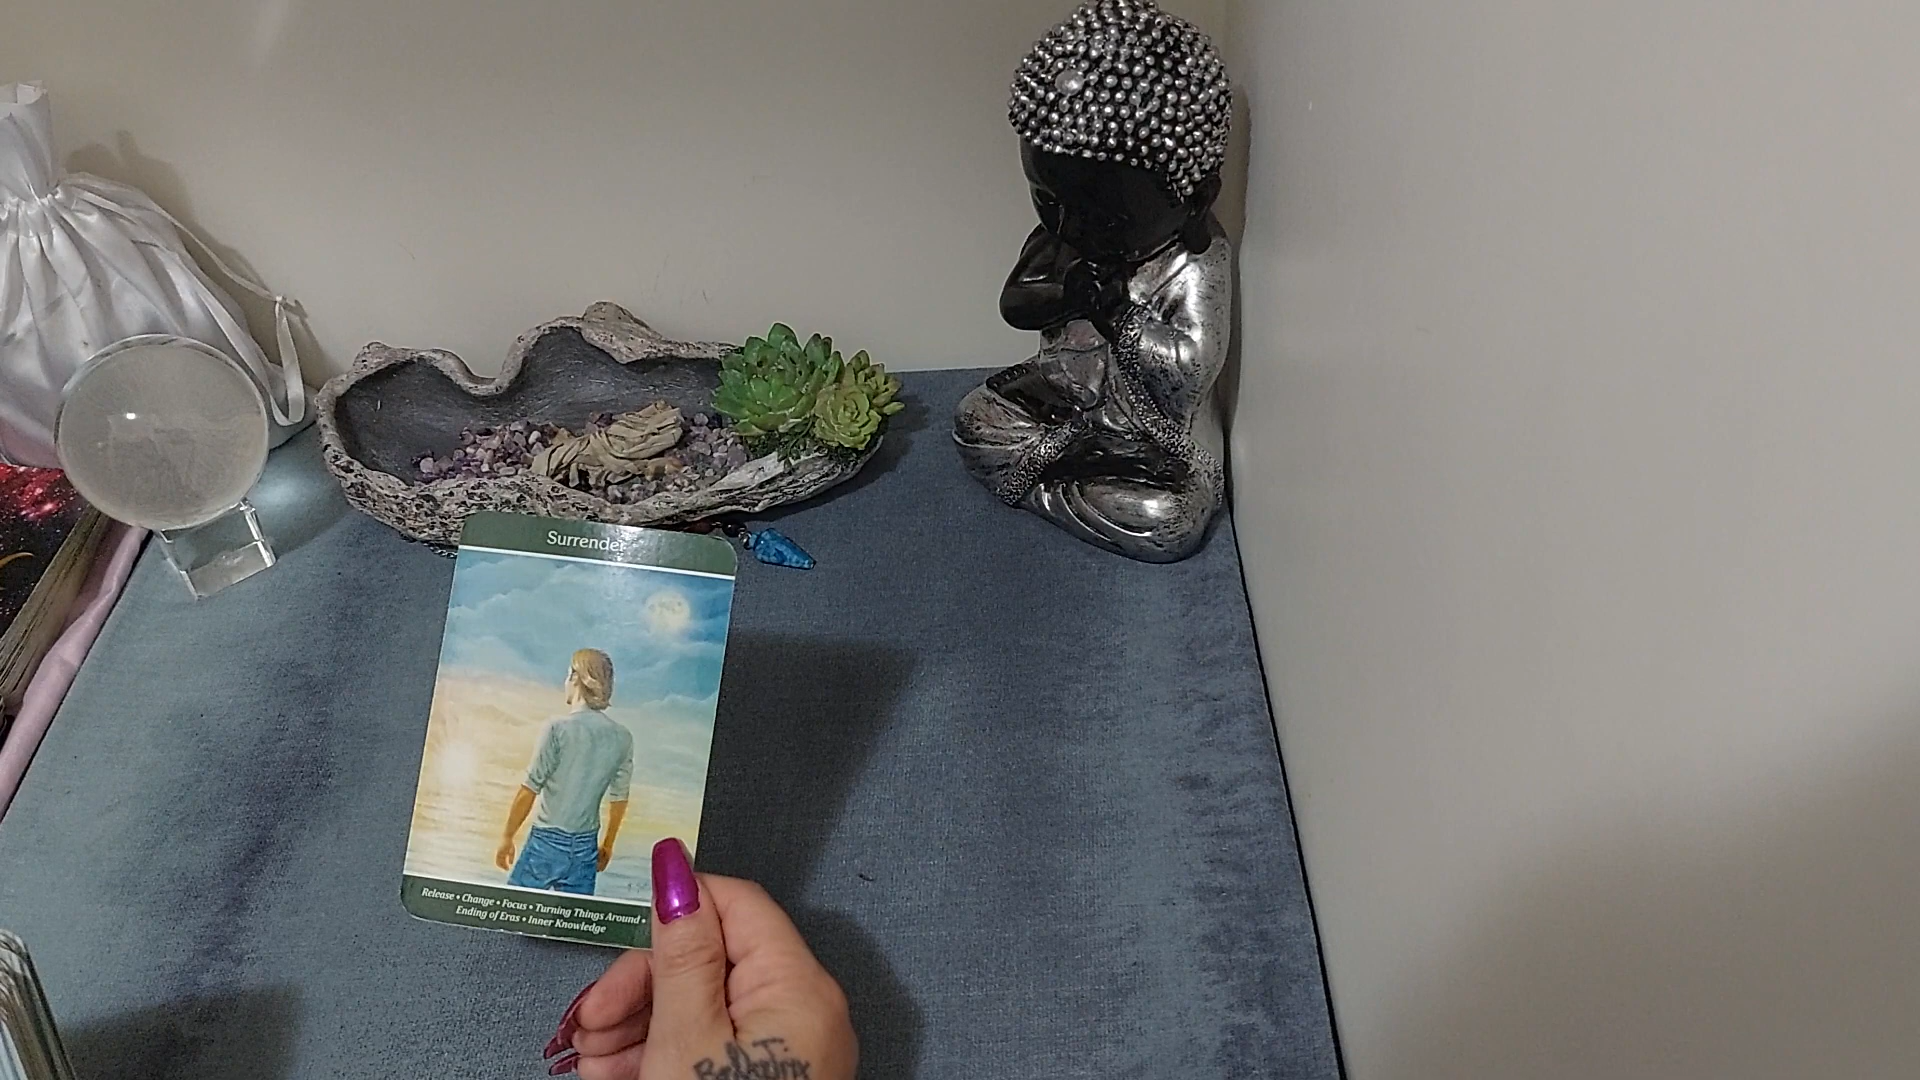 Surrender
Release • Change • Focus • Turning Things Around •
Ending of Eras • Inner Knowledge